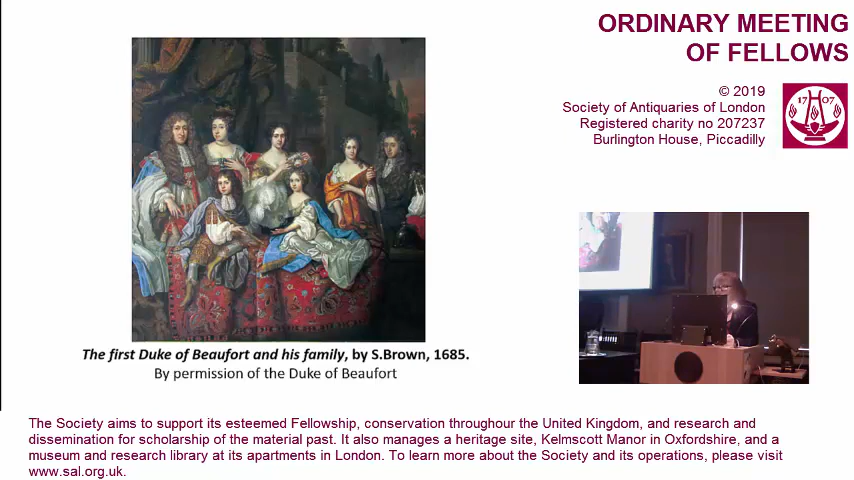 ORDINARY MEETING
OF FELLOWS
© 2019
Society of Antiquaries of London
Registered charity no 207237
Burlington House, Piccadilly
17 07
The first Duke of Beaufort and his family, by S.Brown, 1685.
By permission of the Duke of Beaufort
The Society aims to support its esteemed Fellowship, conservation throughour the United Kingdom, and research and
dissemination for scholarship of the material past. It also manages a heritage site, Kelmscott Manor in Oxfordshire, and a
museum and research library at its apartments in London. To learn more about the Society and its operations, please visit
www.sal.org.uk.